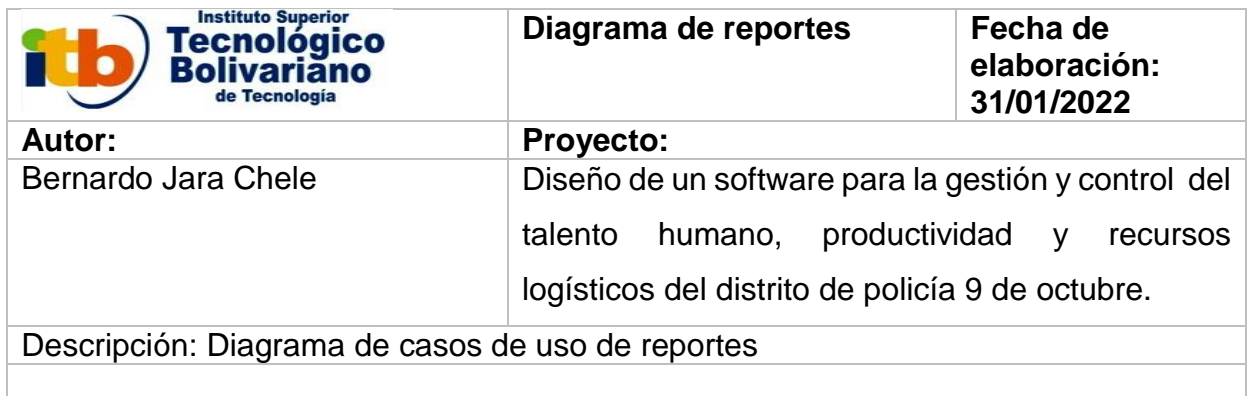 Instituto Superior
Tecnológico
Bolivariano
de Tecnología
itb
Diagrama de reportes
Fecha de
elaboración:
31/01/2022
Autor:
Proyecto:
Bernardo Jara Chele
Diseño de un software para la gestión y control del
talento humano, productividad y recursos
logísticos del distrito de policía 9 de octubre.
Descripción: Diagrama de casos de uso de reportes